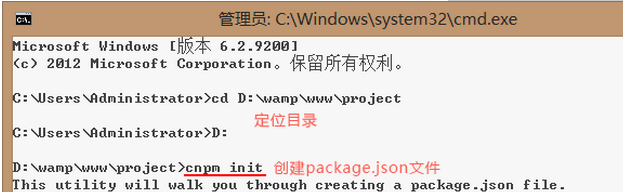 管理员: C:\Windows\system32\cmd.exe
Microsoft Windows [版本 6.2.9200]
(c) 2012 Microsoft Corporation。保留所有权利。
C:\Users\Administrator>cd D:\wamp\www\project
定位目录
C:\Users\Administrator>D:
D:\wamp\www\project>cnpm init 创建package.json文件
This utility will walk you through creating a package.json file.